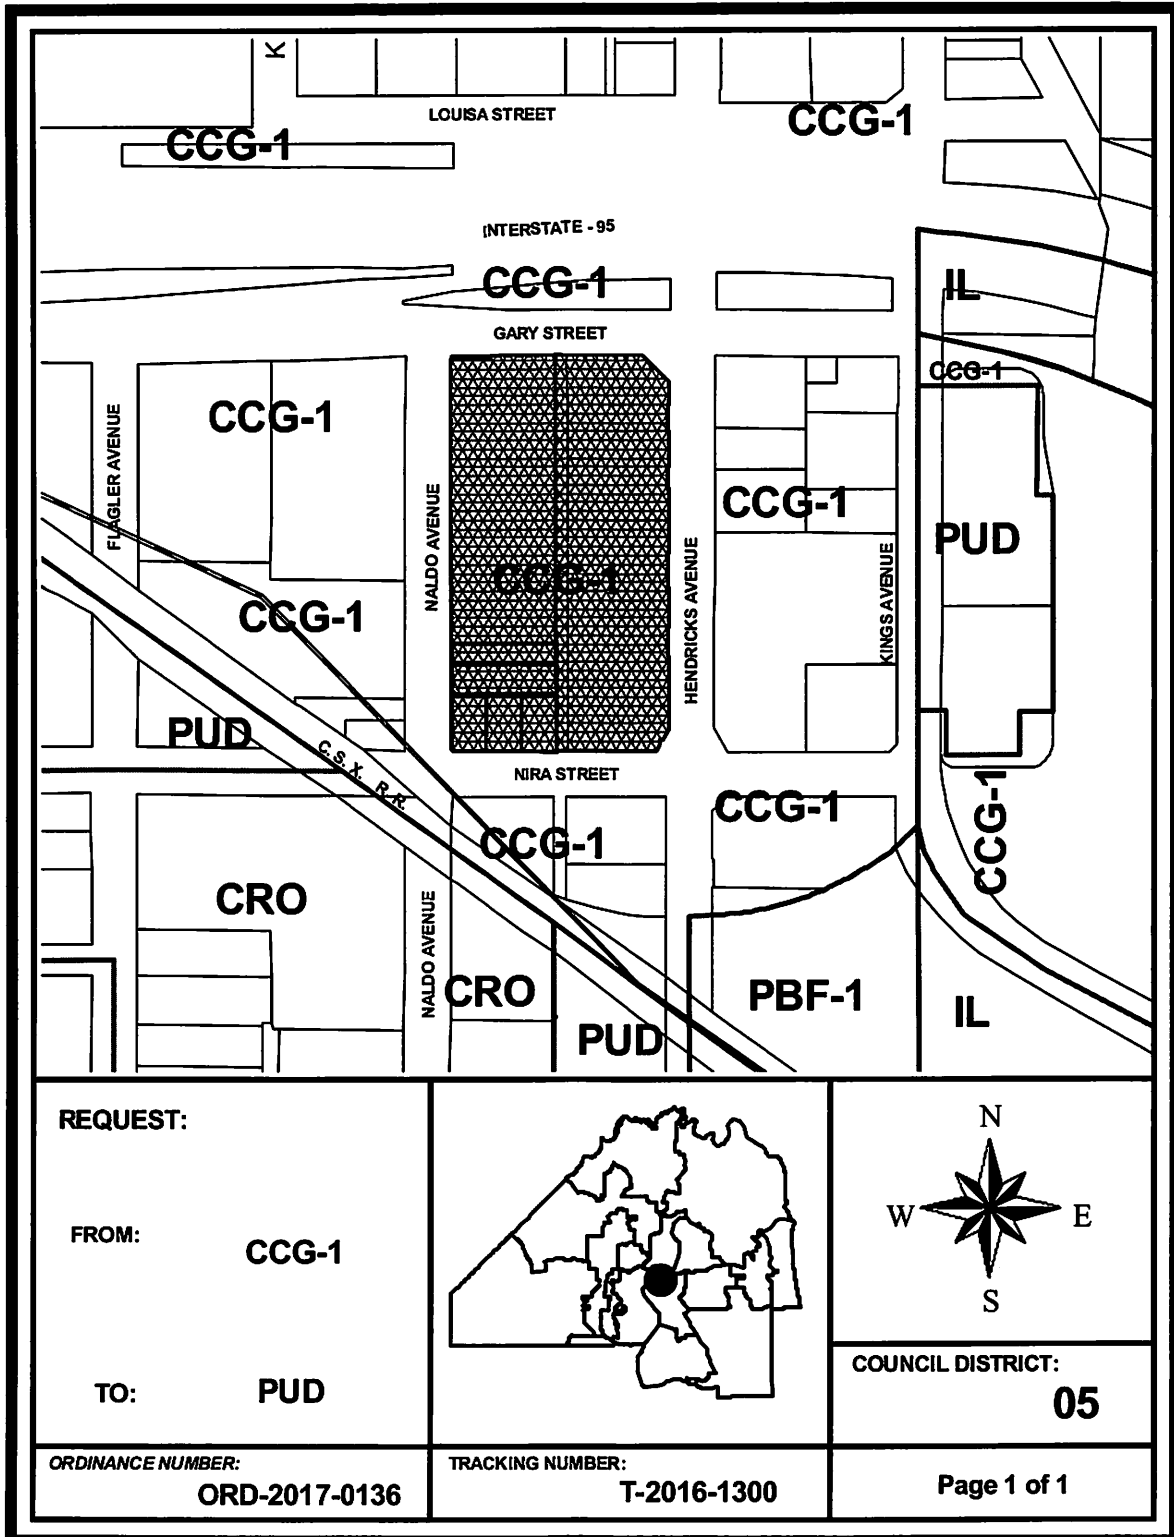 K
LOUISA STREET
CCG-1
CCG-1
INTERSTATE - 95
CCG-1
IL
GARY STREET
CCG-1
CCG-1
FLAGLER AVENUE
NALDO AVENUE
CCG-1
CCG-1
HENDRICKS AVENUE
KINGS AVENUE
PUD
CCG-1
PUD
C.S.X. R.R.
NIRA STREET
CCG-1
CCG-1
CCG-1
CRO
NALDO AVENUE
CRO
PUD
PBF-1
IL
REQUEST:
FROM:
CCG-1
TO:
PUD
N
W
E
S
COUNCIL DISTRICT:
05
ORDINANCE NUMBER:
ORD-2017-0136
TRACKING NUMBER:
T-2016-1300
Page 1 of 1